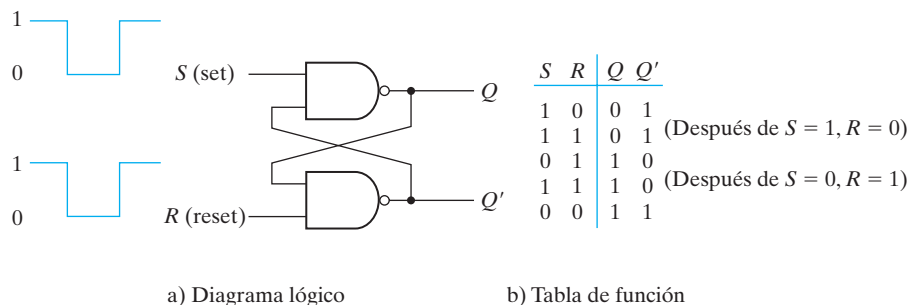 1
0
S (set)
Q
1
0
R (reset)
Q'
S R Q Q'
1 0 0 1
1 1 0 1 (Después de S = 1, R = 0)
0 1 1 0
1 1 1 0 (Después de S = 0, R = 1)
0 0 1 1
a) Diagrama lógico
b) Tabla de función